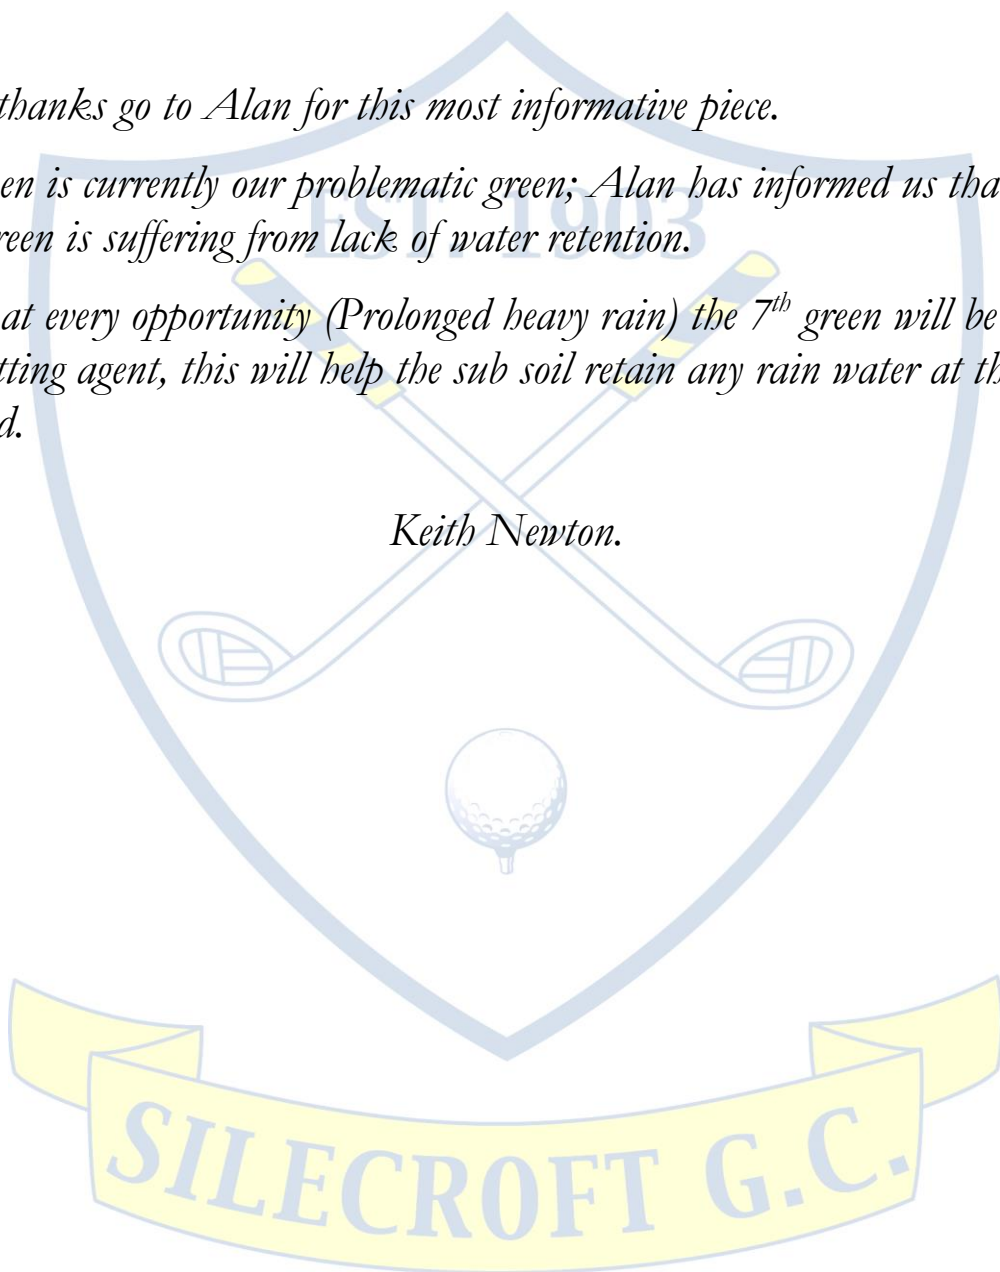 thanks go to Alan for this most informative piece.
en is currently our problematic green; Alan has informed us tha
reen is suffering from lack of water retention.
at every opportunity (Prolonged heavy rain) the 7th green will be
tting agent, this will help the sub soil retain any rain water at th
d.
Keith Newton.
EST. 1903
SILECROFT G.C.